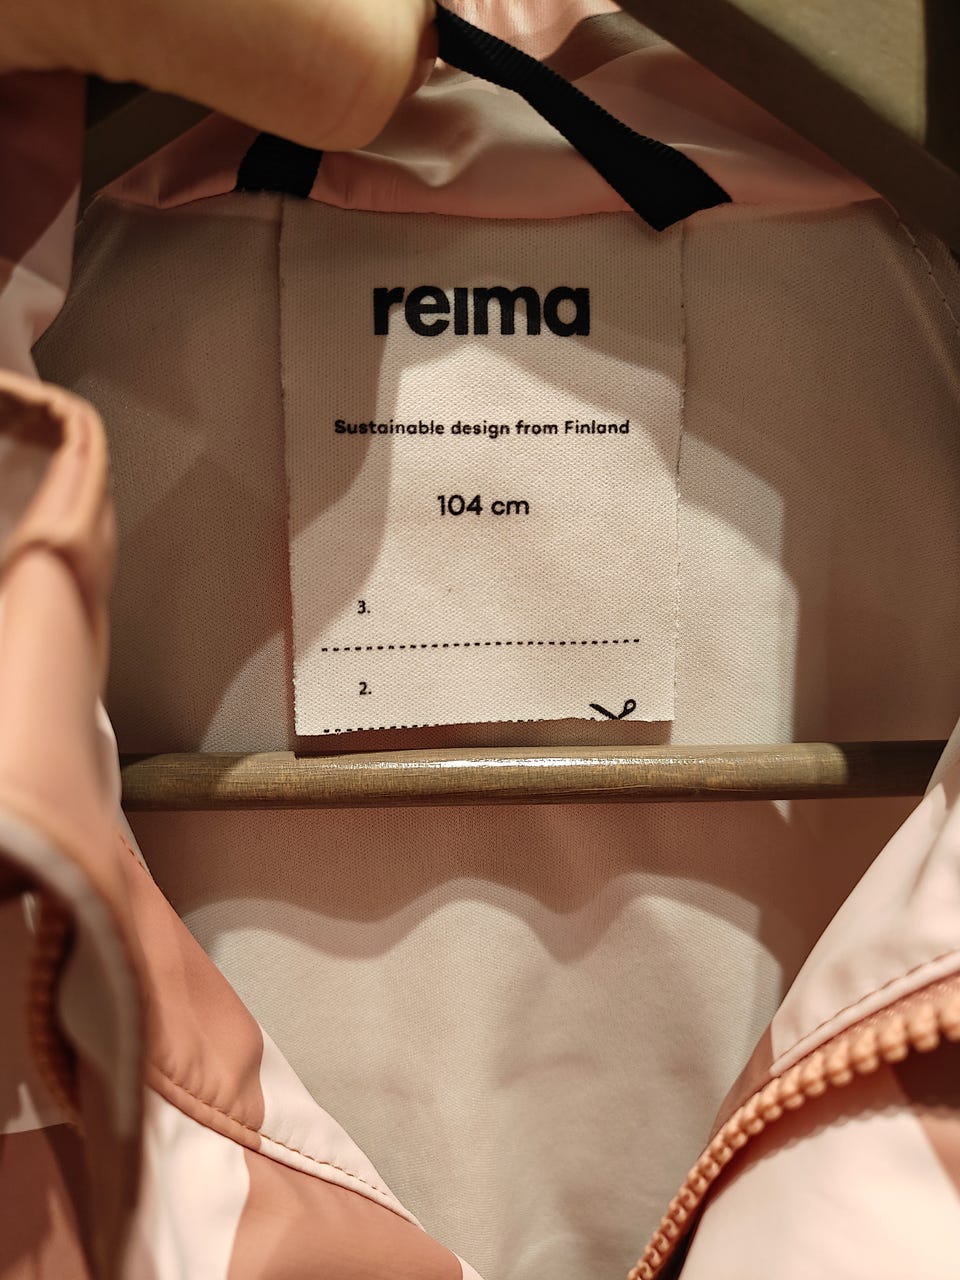 reima
Sustainable design from Finland
104 cm
3.
2.